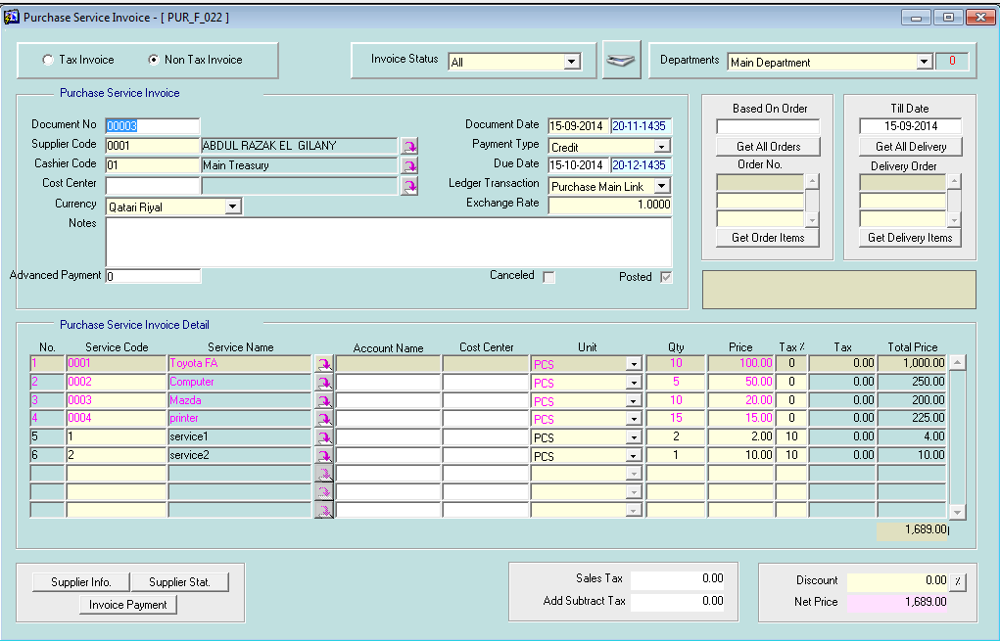 Purchase Service Invoice - [ PUR_F_022 ]
Tax Invoice Non Tax Invoice Invoice Status All Departments Main Department 0
Purchase Service Invoice
Document No 00003 Document Date 15-09-2014 20-11-1435
Supplier Code 0001 ABDUL RAZAK EL GILANY Payment Type Credit
Cashier Code 01 Main Treasury Due Date 15-10-2014 20-12-1435
Cost Center Ledger Transaction Purchase Main Link
Currency Qatari Riyal Exchange Rate 1.0000
Notes
Advanced Payment 0 Canceled Posted
Based On Order
Get All Orders
Order No.
Get Order Items
Till Date
15-09-2014
Get All Delivery
Delivery Order
Get Delivery Items
Purchase Service Invoice Detail
No. Service Code Service Name Account Name Cost Center Unit Qty Price Tax % Tax Total Price
1 0001 Toyota FA PCS 10 100.00 0 0.00 1,000.00
2 0002 Computer PCS 5 50.00 0 0.00 250.00
3 0003 Mazda PCS 10 20.00 0 0.00 200.00
4 0004 printer PCS 15 15.00 0 0.00 225.00
5 1 service1 PCS 2 2.00 10 0.00 4.00
6 2 service2 PCS 1 10.00 10 0.00 10.00
1,689.00
Supplier Info. Supplier Stat.
Invoice Payment
Sales Tax 0.00
Add Subtract Tax 0.00
Discount 0.00 %
Net Price 1,689.00